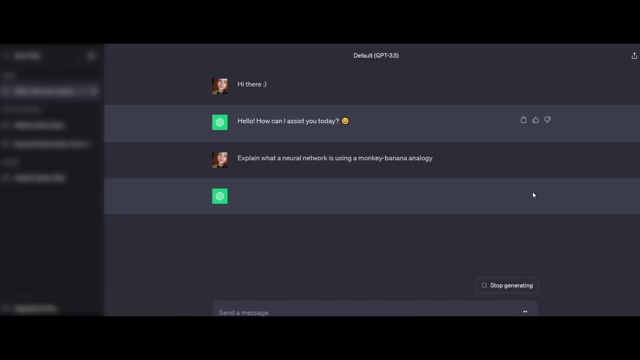 Default (GPT-3.5)
Hi there :)
Hello! How can I assist you today? 😄
Explain what a neural network is using a monkey-banana analogy
Stop generating
Send a message